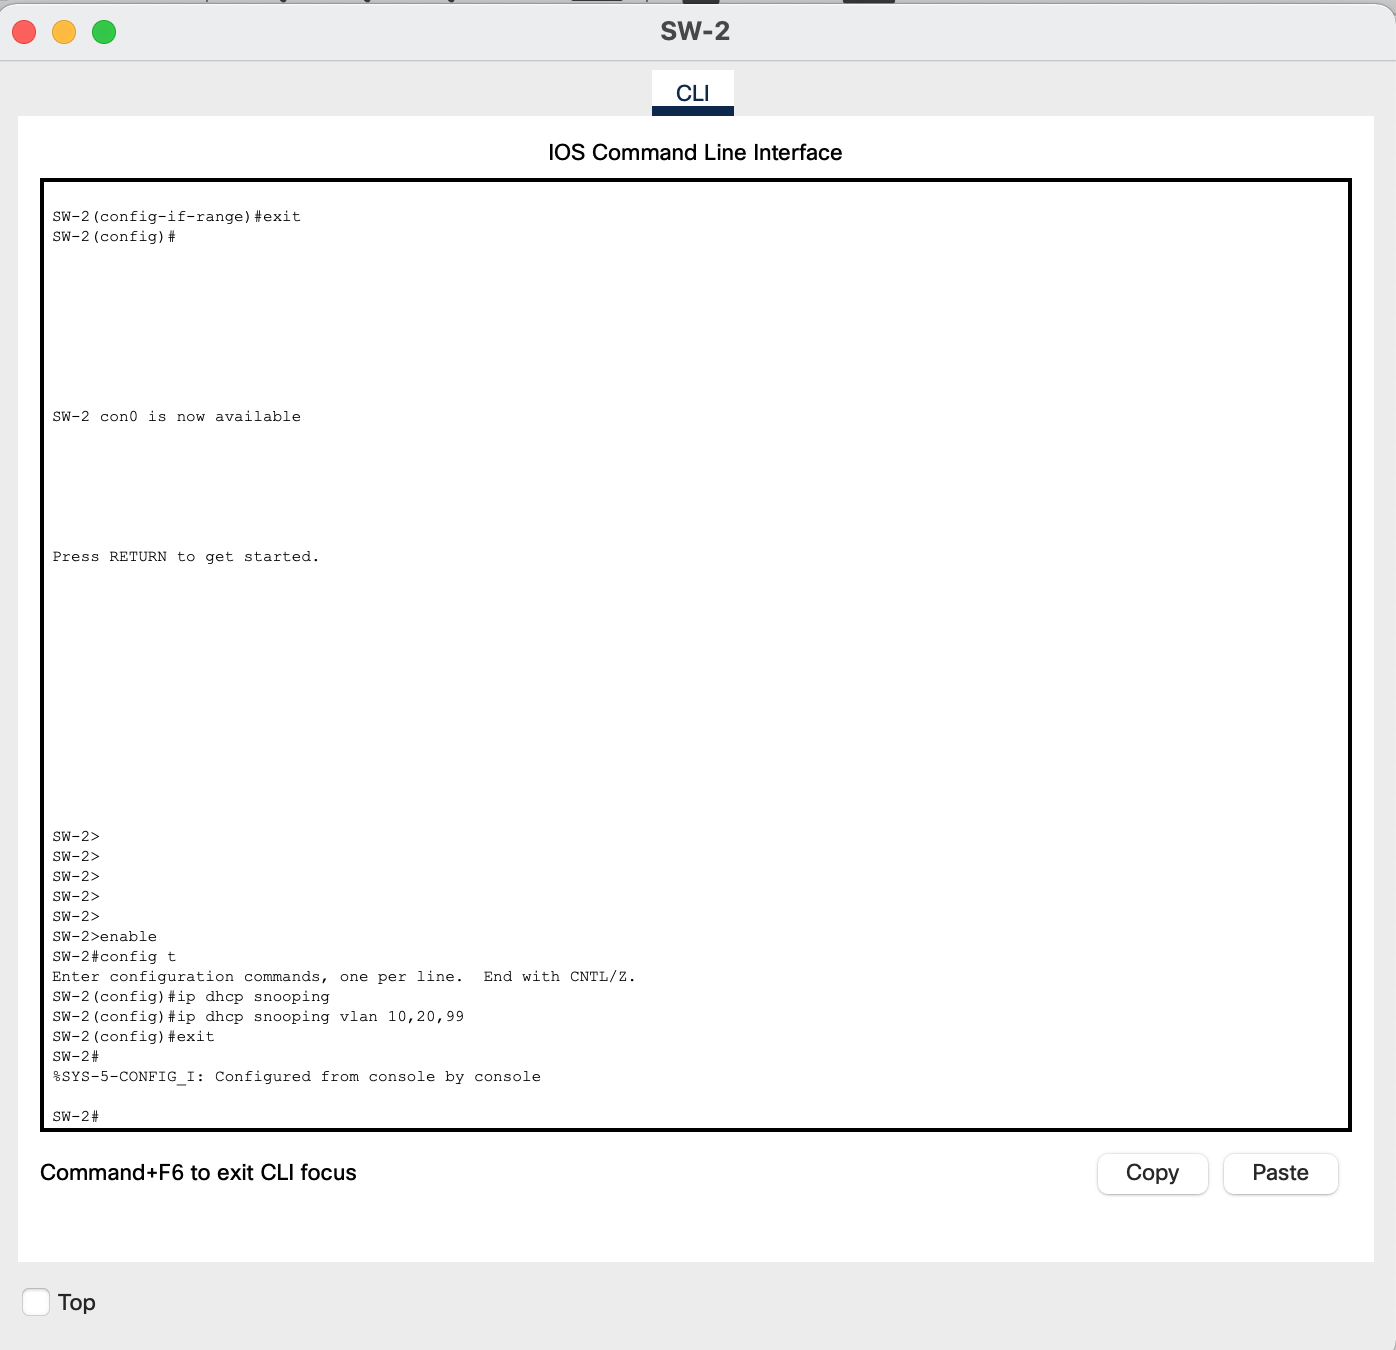 SW-2
CLI
IOS Command Line Interface
SW-2(config-if-range)#exit
SW-2(config)#
SW-2 con0 is now available
Press RETURN to get started.
SW-2>
SW-2>
SW-2>
SW-2>
SW-2>
SW-2>enable
SW-2#config t
Enter configuration commands, one per line.  End with CNTL/Z.
SW-2(config)#ip dhcp snooping
SW-2(config)#ip dhcp snooping vlan 10,20,99
SW-2(config)#exit
SW-2#
%SYS-5-CONFIG_I: Configured from console by console
SW-2#
Command+F6 to exit CLI focus
Copy
Paste
Top